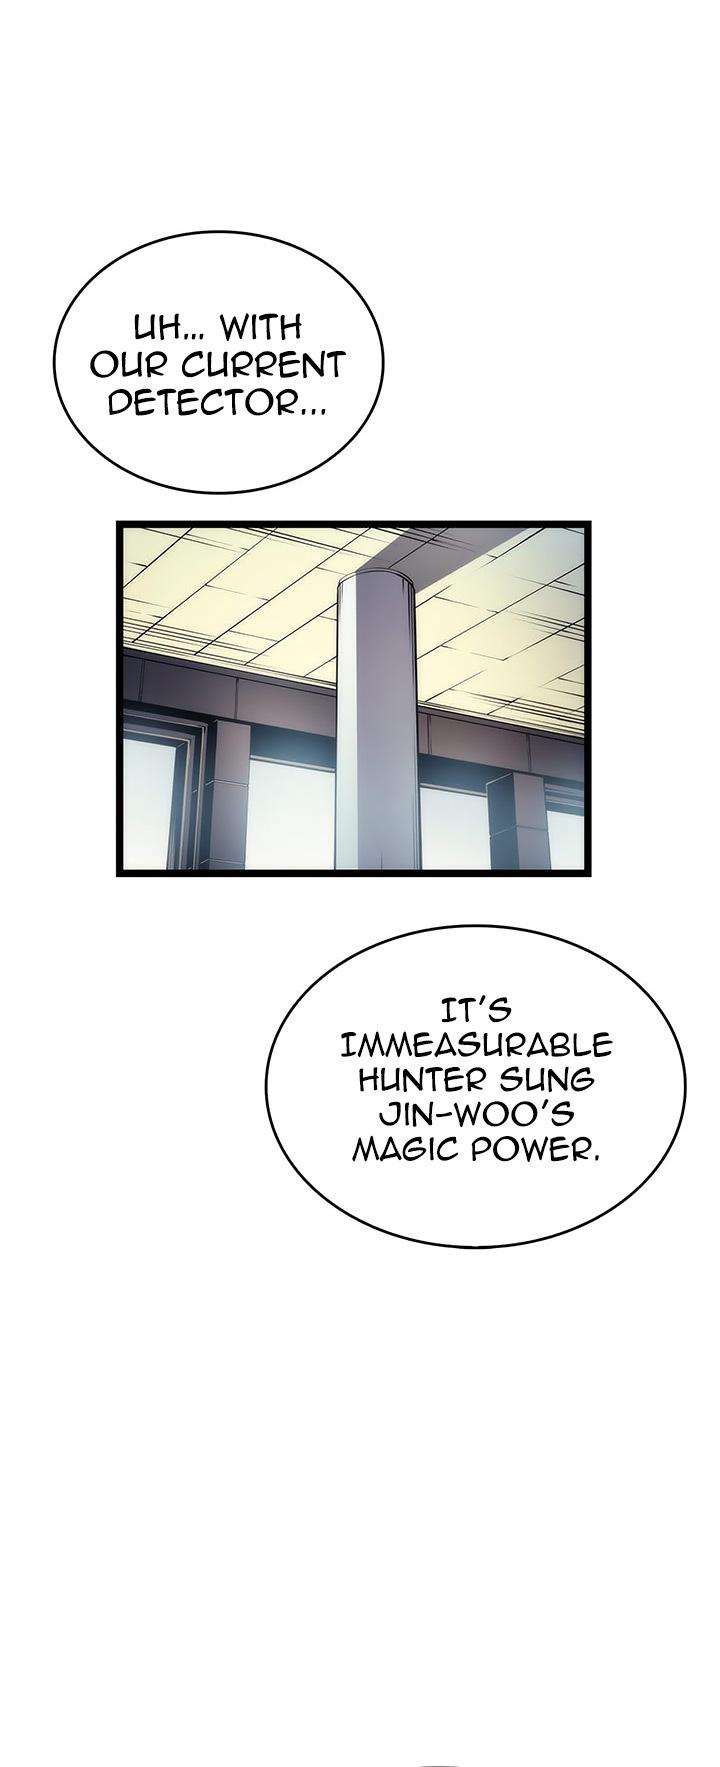 UH... WITH
OUR CURRENT
DETECTOR...
IT'S
IMMEASURABLE
HUNTER SUNG
JIN-WOO'S
MAGIC POWER.